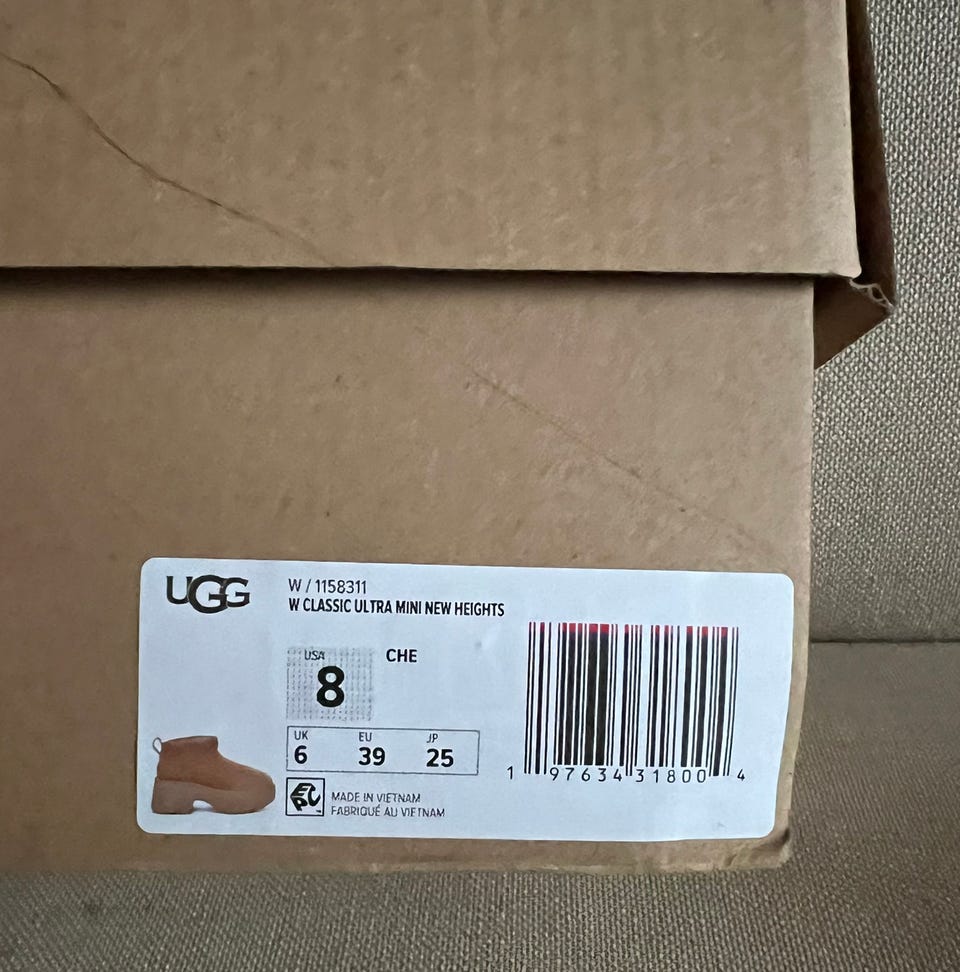 UGG
W / 1158311
W CLASSIC ULTRA MINI NEW HEIGHTS
USA
8
CHE
UK EU JP
6 39 25
EPC
MADE IN VIETNAM
FABRIQUÉ AU VIETNAM
1 97634 31800 4